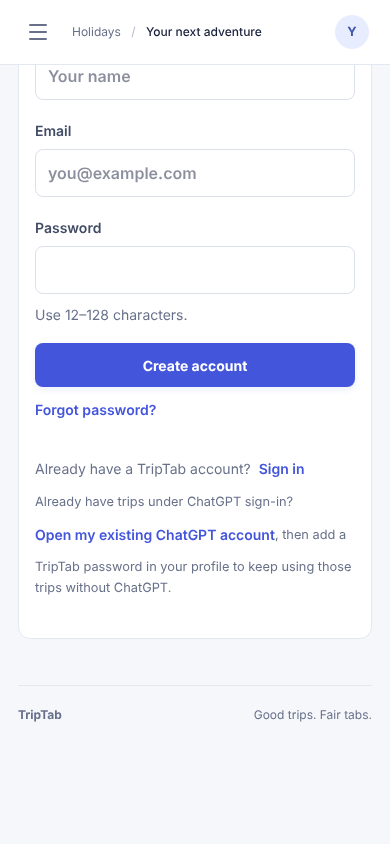 Holidays / Your next adventure Y
Your name
Email
you@example.com
Password
Use 12–128 characters.
Create account
Forgot password?
Already have a TripTab account? Sign in
Already have trips under ChatGPT sign-in?
Open my existing ChatGPT account, then add a
TripTab password in your profile to keep using those
trips without ChatGPT.
TripTab Good trips. Fair tabs.